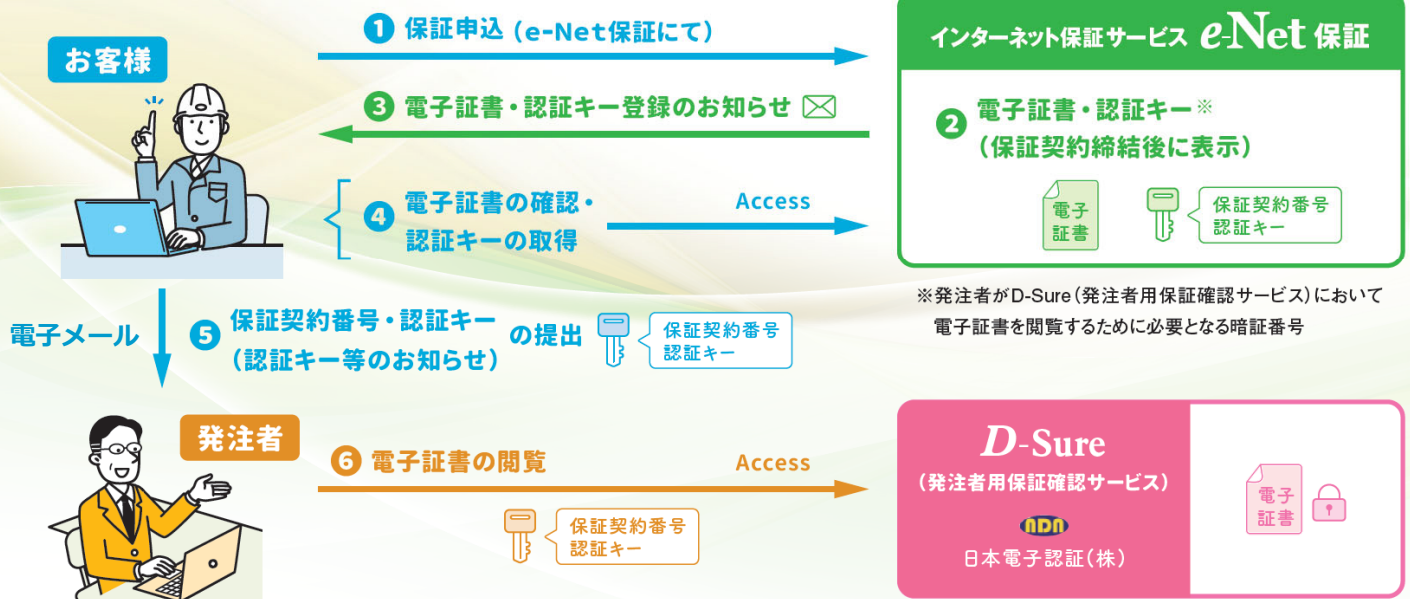 お客様
❶ 保証申込 (e-Net保証にて)
❸ 電子証書・認証キー登録のお知らせ
❹ 電子証書の確認・
認証キーの取得
Access
インターネット保証サービス e-Net 保証
❷ 電子証書・認証キー※
(保証契約締結後に表示)
電子
証書
保証契約番号
認証キー
※発注者がD-Sure(発注者用保証確認サービス)において
電子証書を閲覧するために必要となる暗証番号
電子メール
❺ 保証契約番号・認証キー
(認証キー等のお知らせ)
の提出
保証契約番号
認証キー
発注者
❻ 電子証書の閲覧
Access
保証契約番号
認証キー
D-Sure
(発注者用保証確認サービス)
NDN
日本電子認証(株)
電子
証書